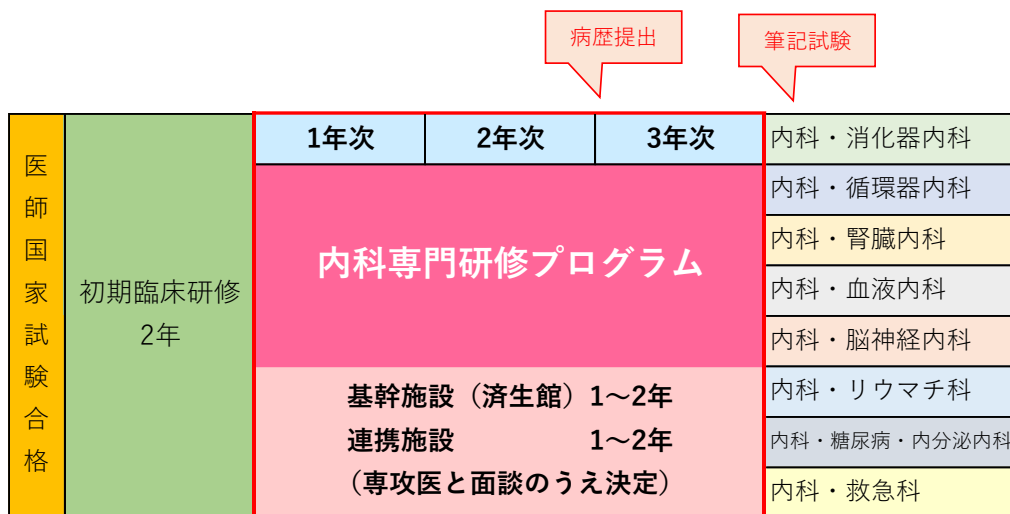 病歴提出
筆記試験
医師国家試験合格
初期臨床研修
2年
1年次
2年次
3年次
内科専門研修プログラム
基幹施設（済生館）1～2年
連携施設 1～2年
（専攻医と面談のうえ決定）
内科・消化器内科
内科・循環器内科
内科・腎臓内科
内科・血液内科
内科・脳神経内科
内科・リウマチ科
内科・糖尿病・内分泌内科
内科・救急科